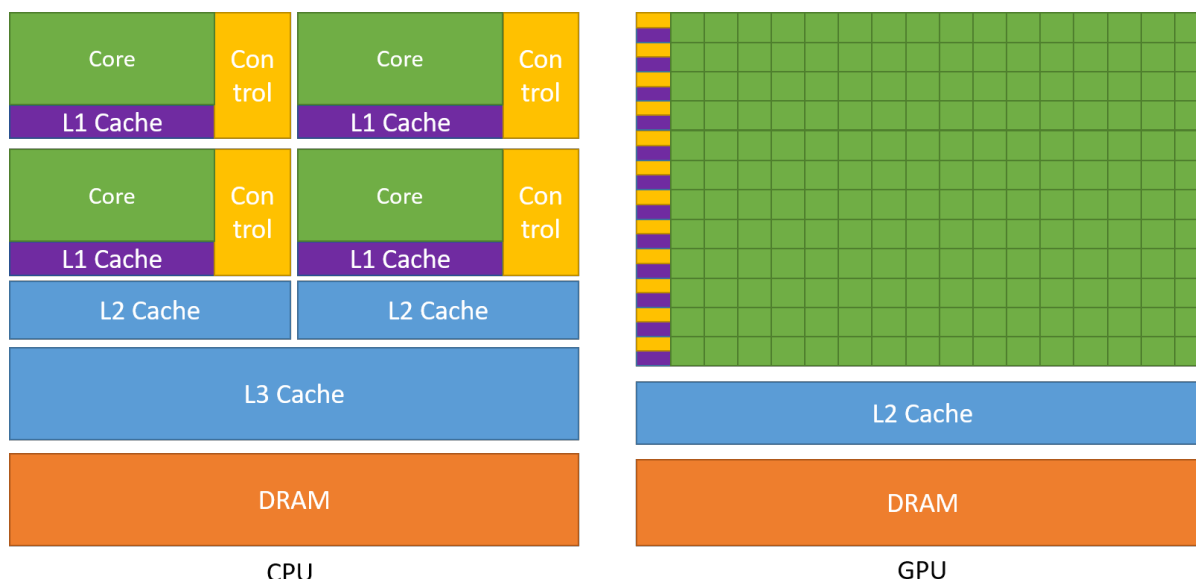 Core
Con
trol
Core
Con
trol
L1 Cache
L1 Cache
Core
Con
trol
Core
Con
trol
L1 Cache
L1 Cache
L2 Cache
L2 Cache
L3 Cache
L2 Cache
DRAM
DRAM
CPU
GPU